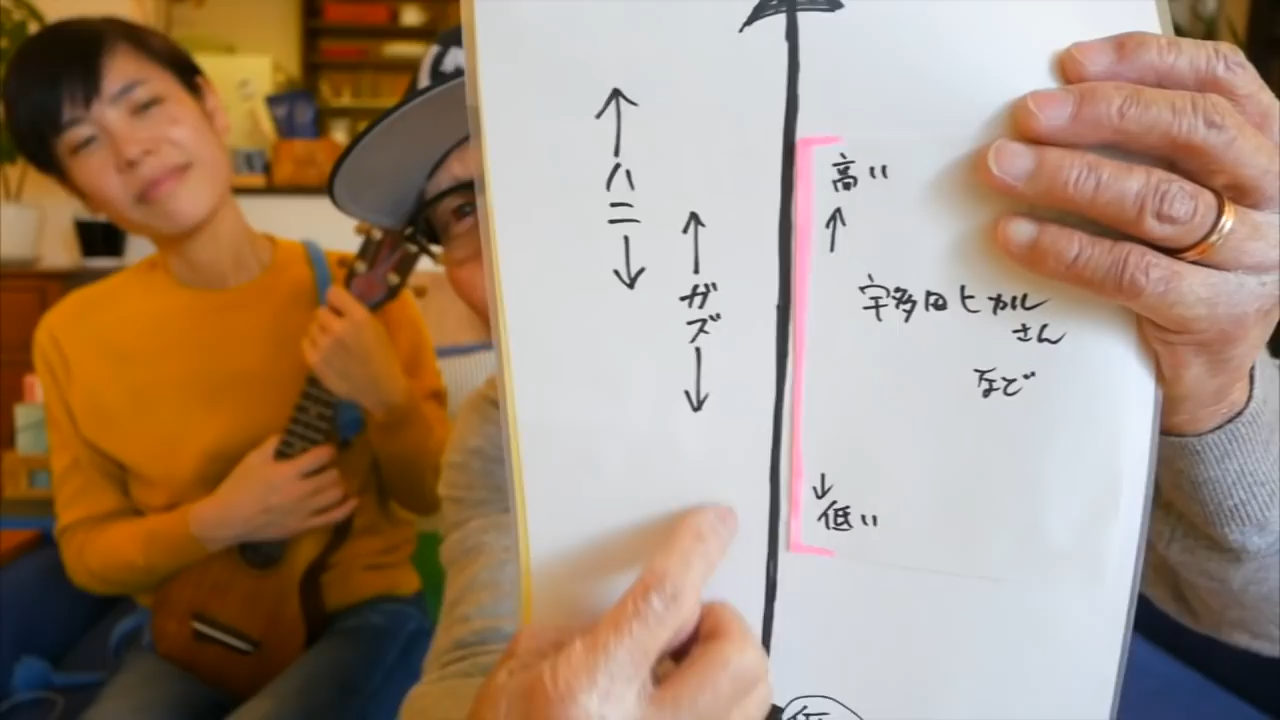 ↑
ハニ
↓
↑
ガズ
↓
高い
↑
宇多田ヒカル
さん
など
↓
低い